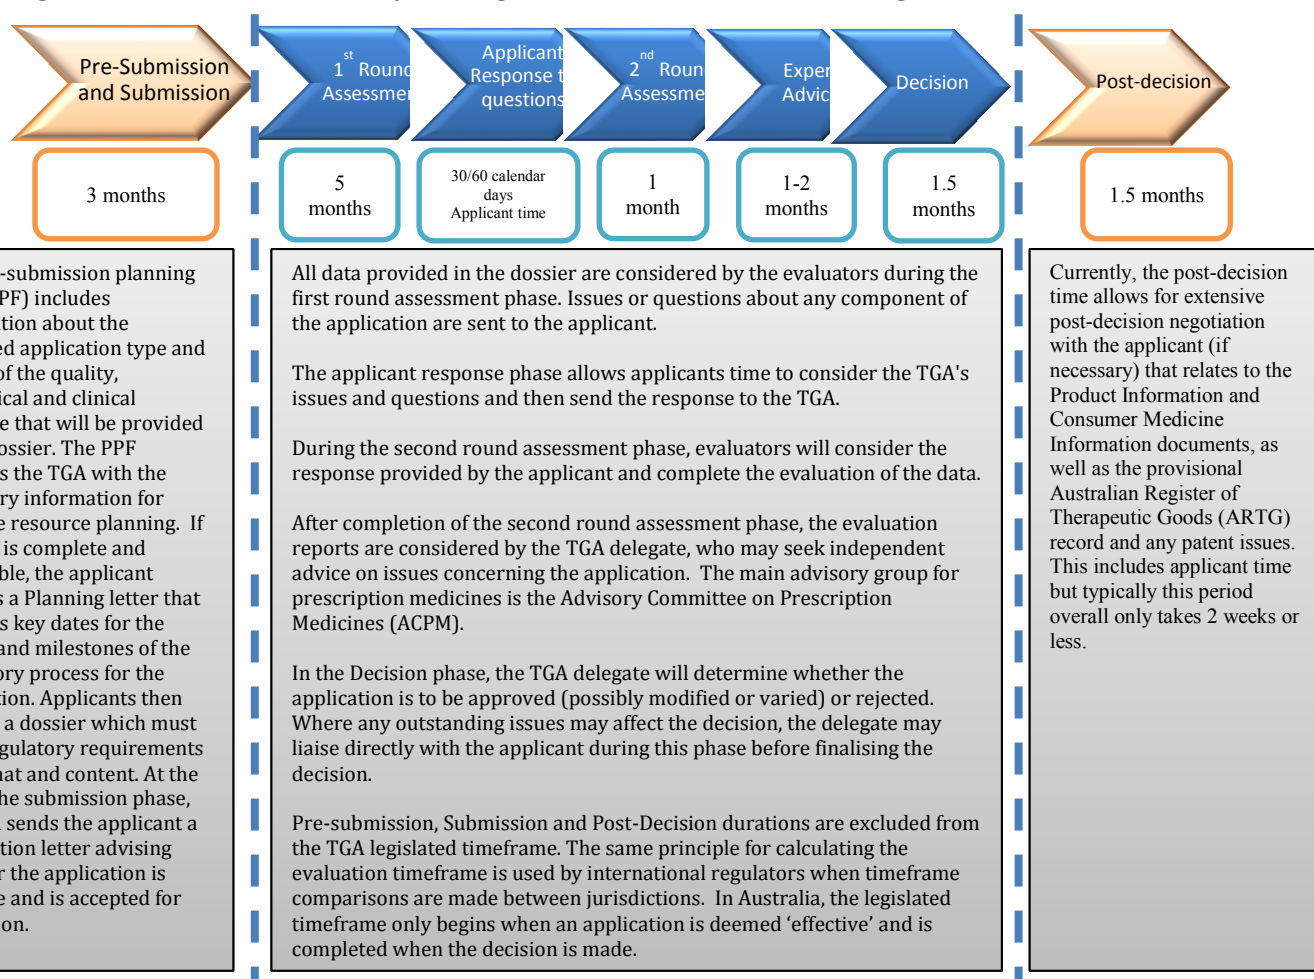 Pre-Submission
and Submission
1st Round
Assessme
Applicant
Response t
questions
2nd Roun
Assessme
Exper
Advic
Decision
Post-decision
3 months
5
months
30/60 calendar
days
Applicant time
1
month
1-2
months
1.5
months
1.5 months
-submission planning
PF) includes
tion about the
ed application type and
of the quality,
ical and clinical
e that will be provided
ossier. The PPF
s the TGA with the
ry information for
e resource planning. If
is complete and
ble, the applicant
s a Planning letter that
s key dates for the
and milestones of the
ory process for the
tion. Applicants then
a dossier which must
gulatory requirements
nat and content. At the
he submission phase,
sends the applicant a
tion letter advising
r the application is
e and is accepted for
on.
All data provided in the dossier are considered by the evaluators during the
first round assessment phase. Issues or questions about any component of
the application are sent to the applicant.
The applicant response phase allows applicants time to consider the TGA's
issues and questions and then send the response to the TGA.
During the second round assessment phase, evaluators will consider the
response provided by the applicant and complete the evaluation of the data.
After completion of the second round assessment phase, the evaluation
reports are considered by the TGA delegate, who may seek independent
advice on issues concerning the application. The main advisory group for
prescription medicines is the Advisory Committee on Prescription
Medicines (ACPM).
In the Decision phase, the TGA delegate will determine whether the
application is to be approved (possibly modified or varied) or rejected.
Where any outstanding issues may affect the decision, the delegate may
liaise directly with the applicant during this phase before finalising the
decision.
Pre-submission, Submission and Post-Decision durations are excluded from
the TGA legislated timeframe. The same principle for calculating the
evaluation timeframe is used by international regulators when timeframe
comparisons are made between jurisdictions. In Australia, the legislated
timeframe only begins when an application is deemed ‘effective’ and is
completed when the decision is made.
Currently, the post-decision
time allows for extensive
post-decision negotiation
with the applicant (if
necessary) that relates to the
Product Information and
Consumer Medicine
Information documents, as
well as the provisional
Australian Register of
Therapeutic Goods (ARTG)
record and any patent issues.
This includes applicant time
but typically this period
overall only takes 2 weeks or
less.